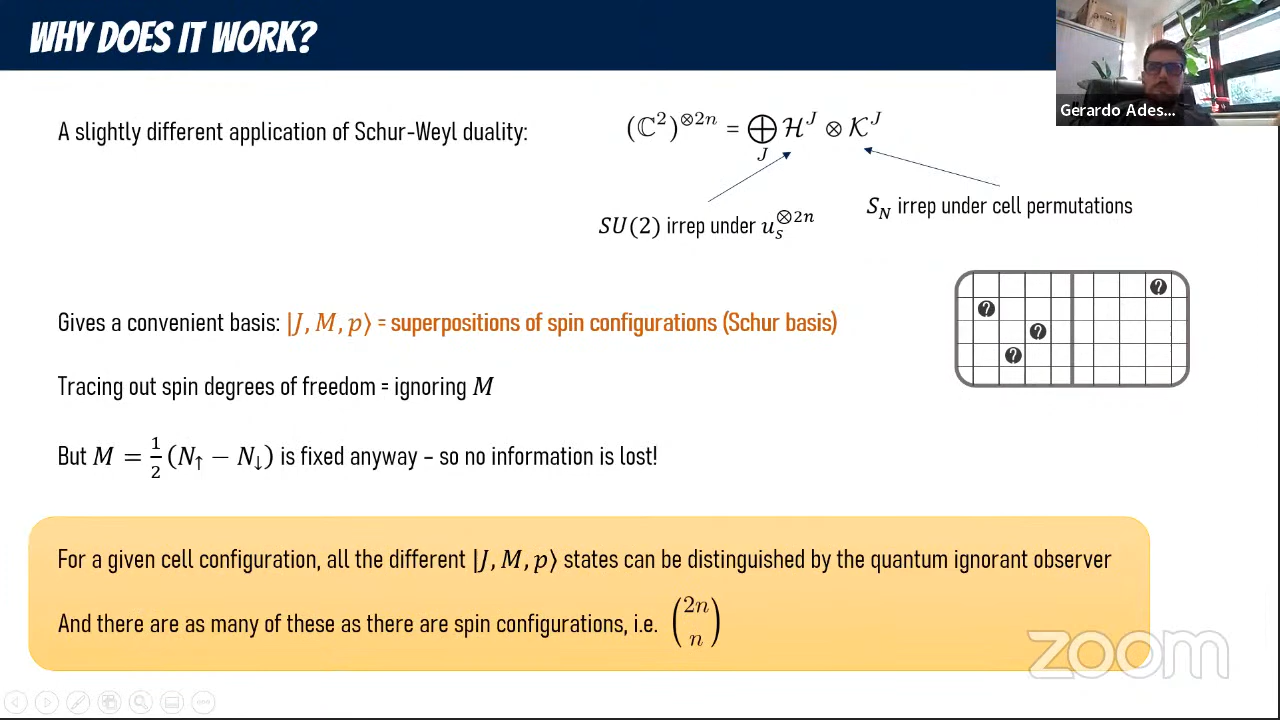 WHY DOES IT WORK?
Gerardo Ades...
A slightly different application of Schur-Weyl duality:
(ℂ²)^{⊗2n} = ⨁_J ℋ^J ⊗ 𝒦^J
SU(2) irrep under u_s^{⊗2n}
S_N irrep under cell permutations
Gives a convenient basis: |J, M, p⟩ = superpositions of spin configurations (Schur basis)
? ? ? ?
Tracing out spin degrees of freedom = ignoring M
But M = 1/2 (N↑ − N↓) is fixed anyway – so no information is lost!
For a given cell configuration, all the different |J, M, p⟩ states can be distinguished by the quantum ignorant observer
And there are as many of these as there are spin configurations, i.e. (2n n)
zoom